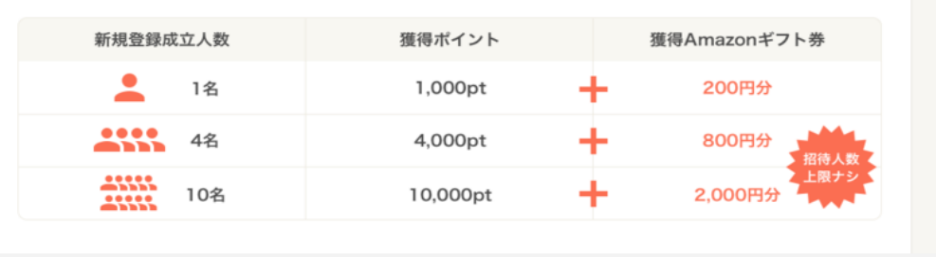 新規登録成立人数 獲得ポイント 獲得Amazonギフト券
1名 1,000pt + 200円分
4名 4,000pt + 800円分
招待人数
上限ナシ
10名 10,000pt + 2,000円分